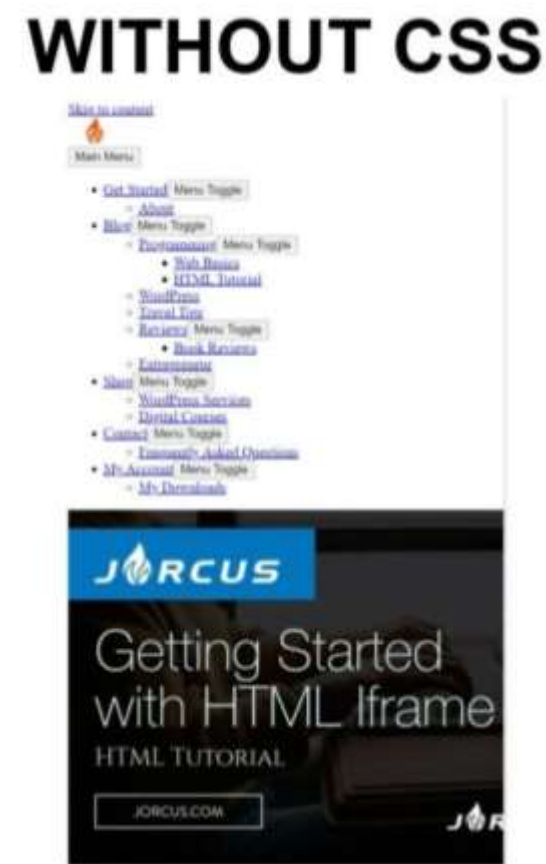 WITHOUT CSS
Skip to content
Main Menu
Get Started Menu Toggle
About
Blog Menu Toggle
Programming Menu Toggle
Web Basics
HTML Tutorial
WordPress
Travel Tips
Reviews Menu Toggle
Book Reviews
Entrepreneur
Shop Menu Toggle
WordPress Services
Digital Courses
Contact Menu Toggle
Frequently Asked Questions
My Account Menu Toggle
My Downloads
JORCUS
Getting Started
with HTML Iframe
HTML TUTORIAL
JORCUS.COM
JOR